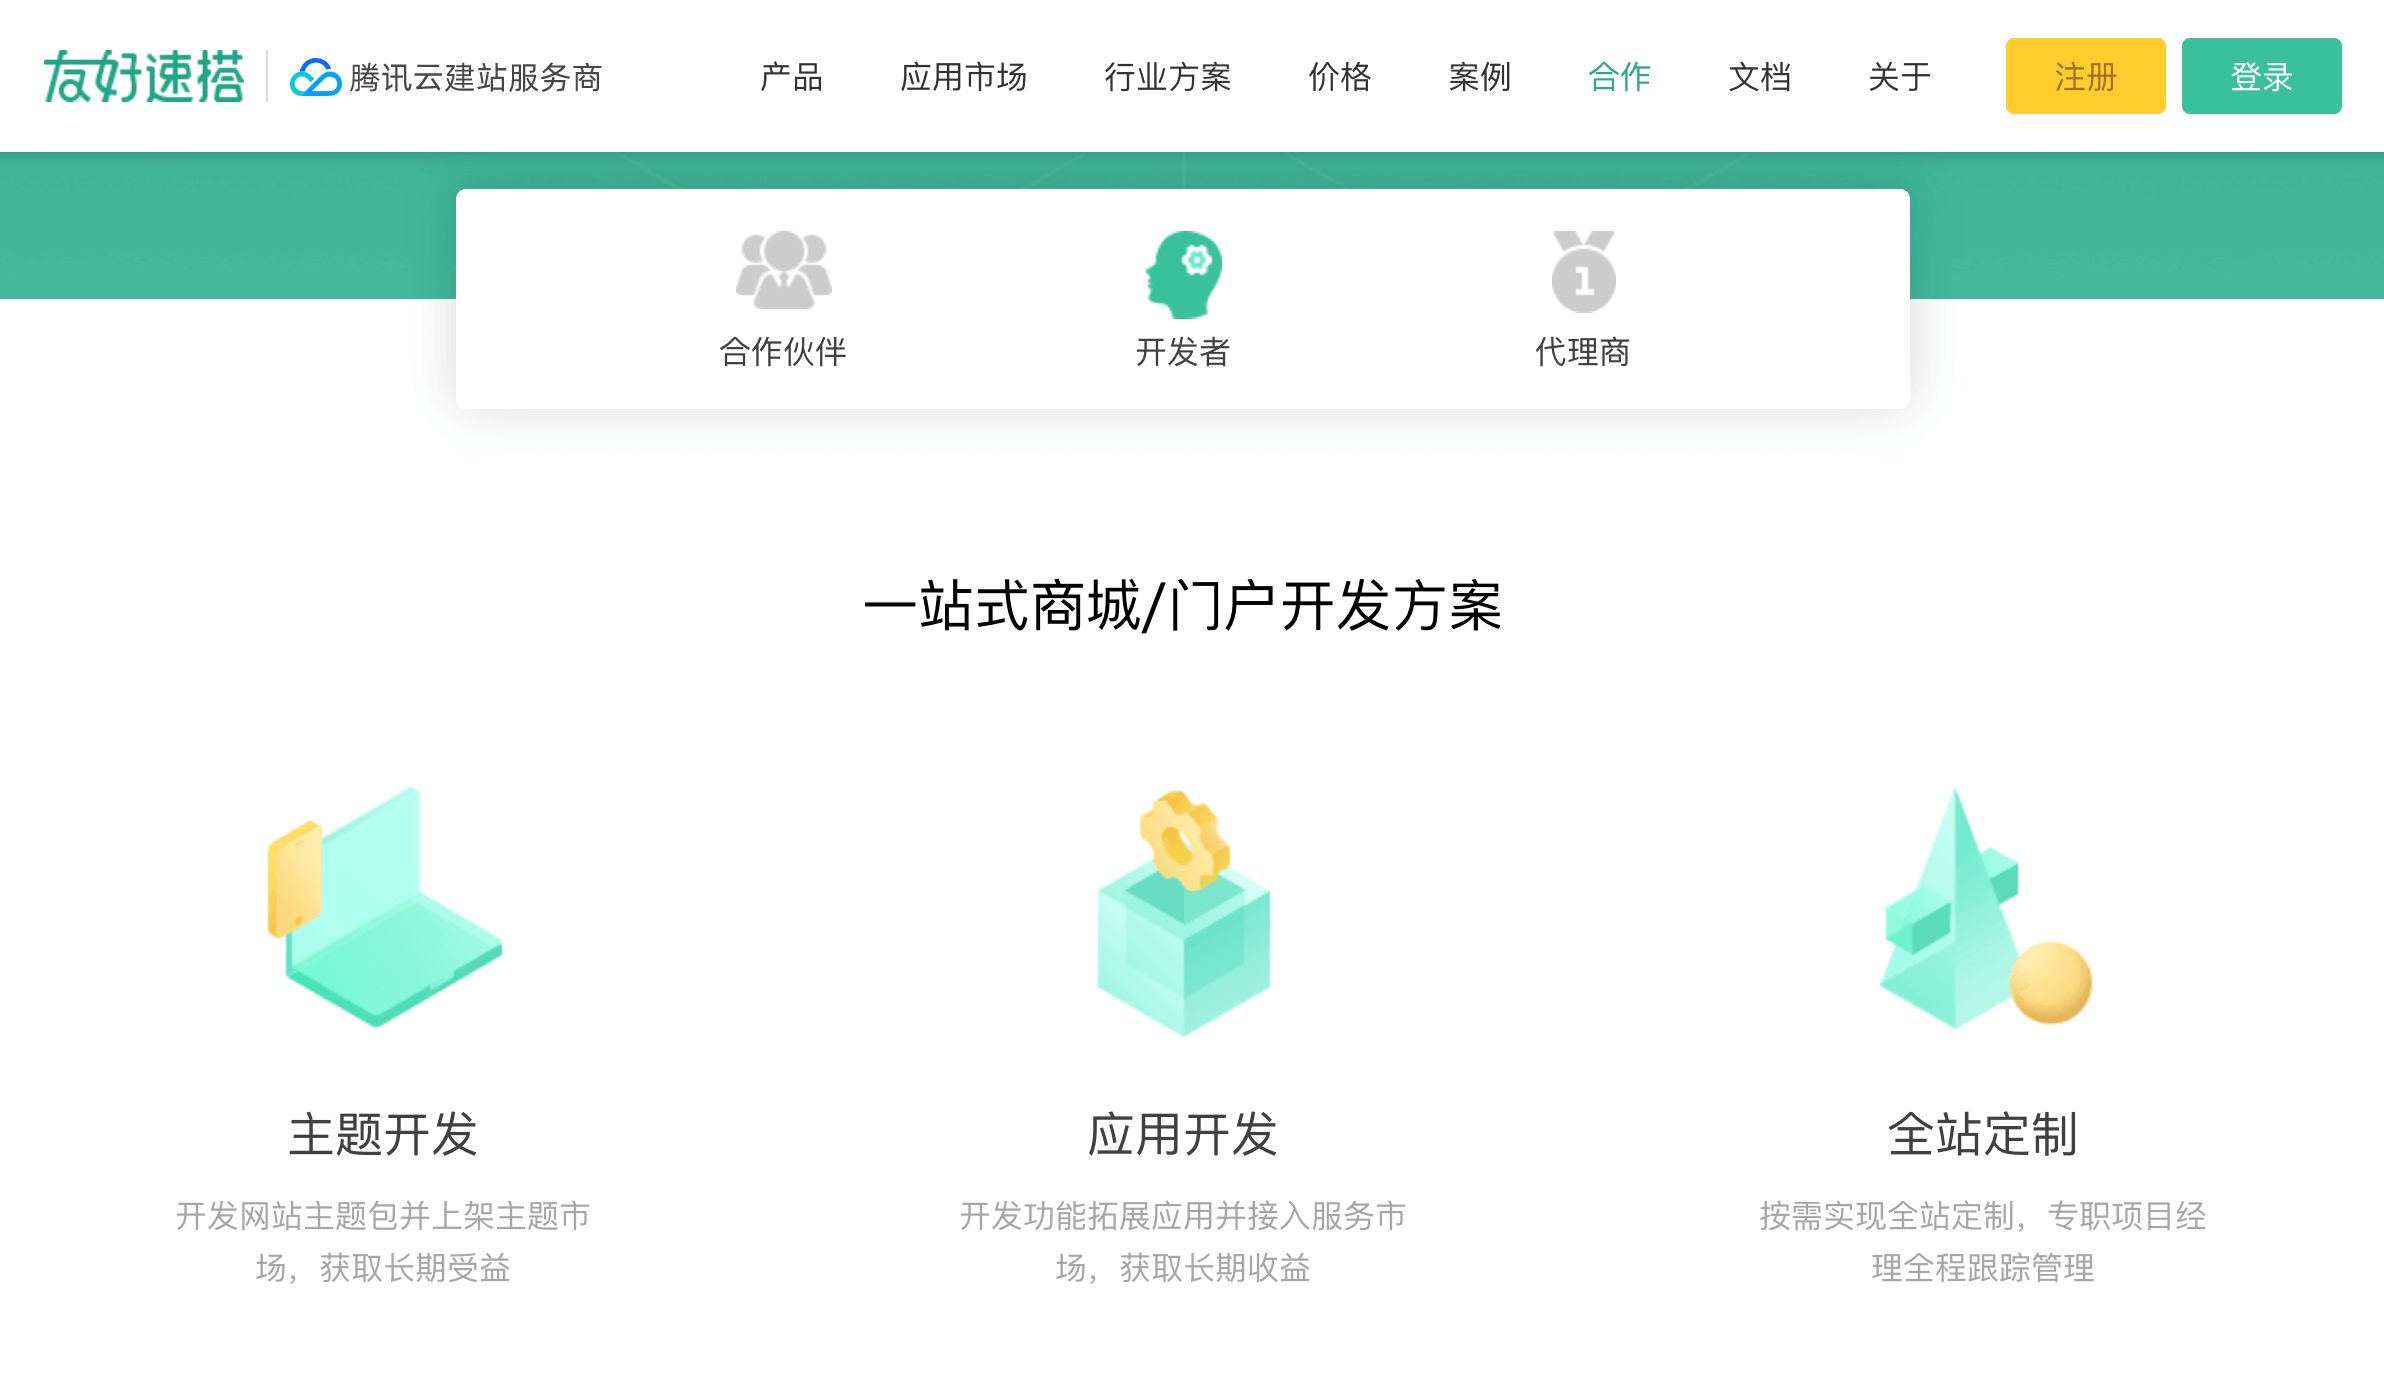 友好速搭 腾讯云建站服务商 产品 应用市场 行业方案 价格 案例 合作 文档 关于 注册 登录
1
合作伙伴 开发者 代理商
一站式商城/门户开发方案
主题开发 应用开发 全站定制
开发网站主题包并上架主题市
场，获取长期受益
开发功能拓展应用并接入服务市
场，获取长期收益
按需实现全站定制，专职项目经
理全程跟踪管理